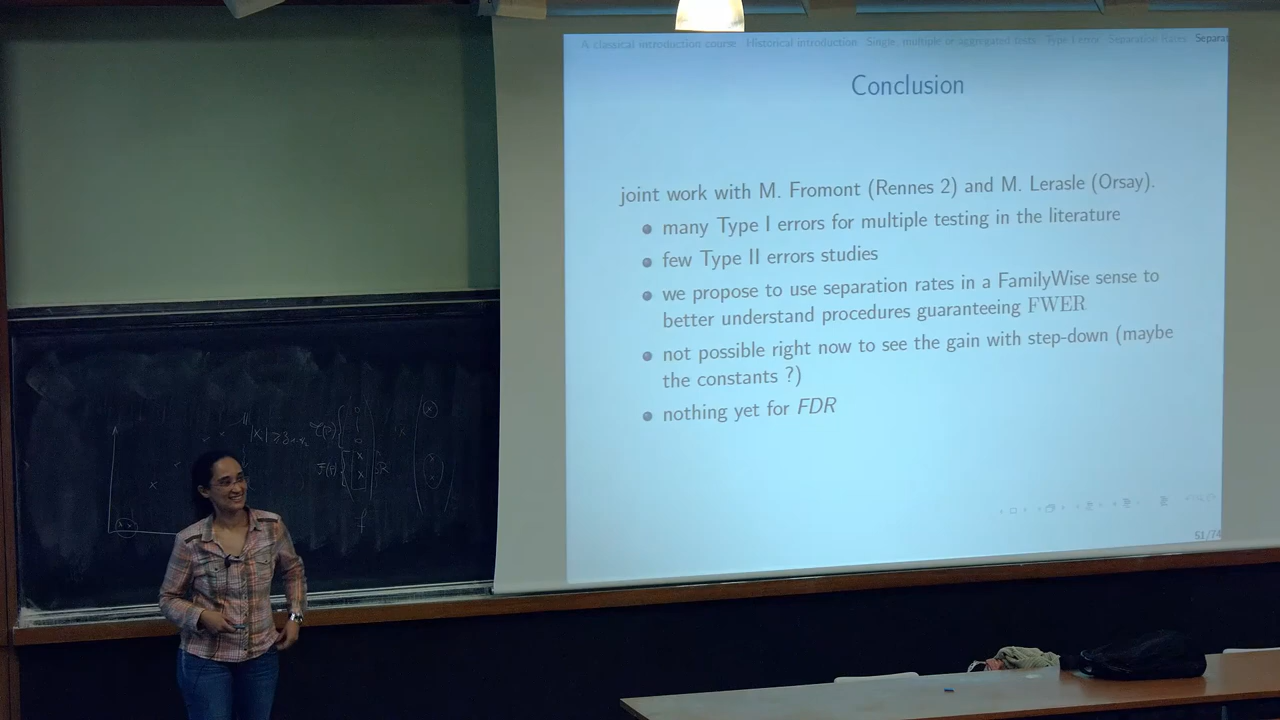 A classical introduction course Historical introduction Single, multiple or aggregated tests Type I error Separation Rates Separat
Conclusion
joint work with M. Fromont (Rennes 2) and M. Lerasle (Orsay).
many Type I errors for multiple testing in the literature
few Type II errors studies
we propose to use separation rates in a FamilyWise sense to
better understand procedures guaranteeing FWER
not possible right now to see the gain with step-down (maybe
the constants ?)
nothing yet for FDR
51/74